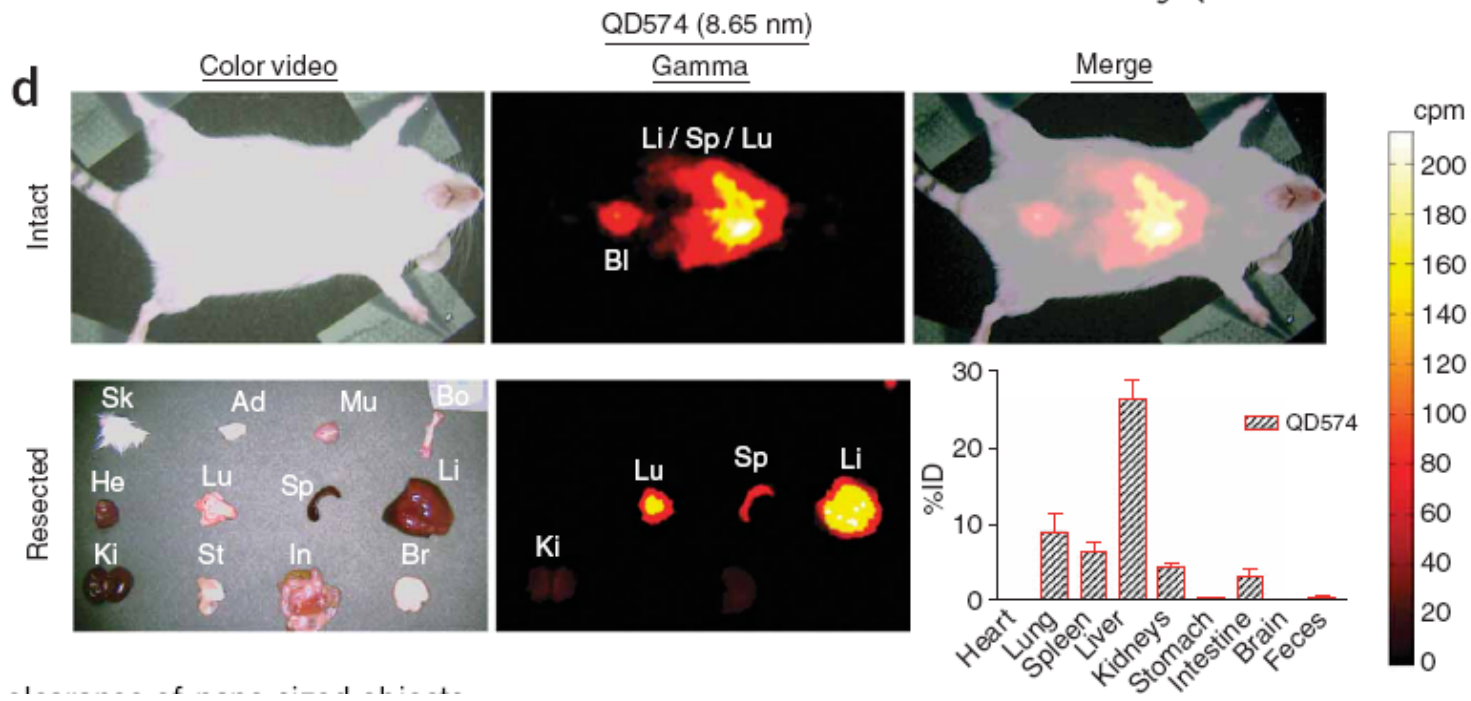 QD574 (8.65 nm)
Color video
Gamma
Merge
d
cpm
Intact
Li / Sp / Lu
Bl
200
180
160
140
120
100
80
60
40
20
0
Resected
Sk
Ad
Mu
Bo
He
Lu
Sp
Li
Ki
St
In
Br
Lu
Sp
Li
Ki
%ID
30
20
10
0
QD574
Heart
Lung
Spleen
Liver
Kidneys
Stomach
Intestine
Brain
Feces